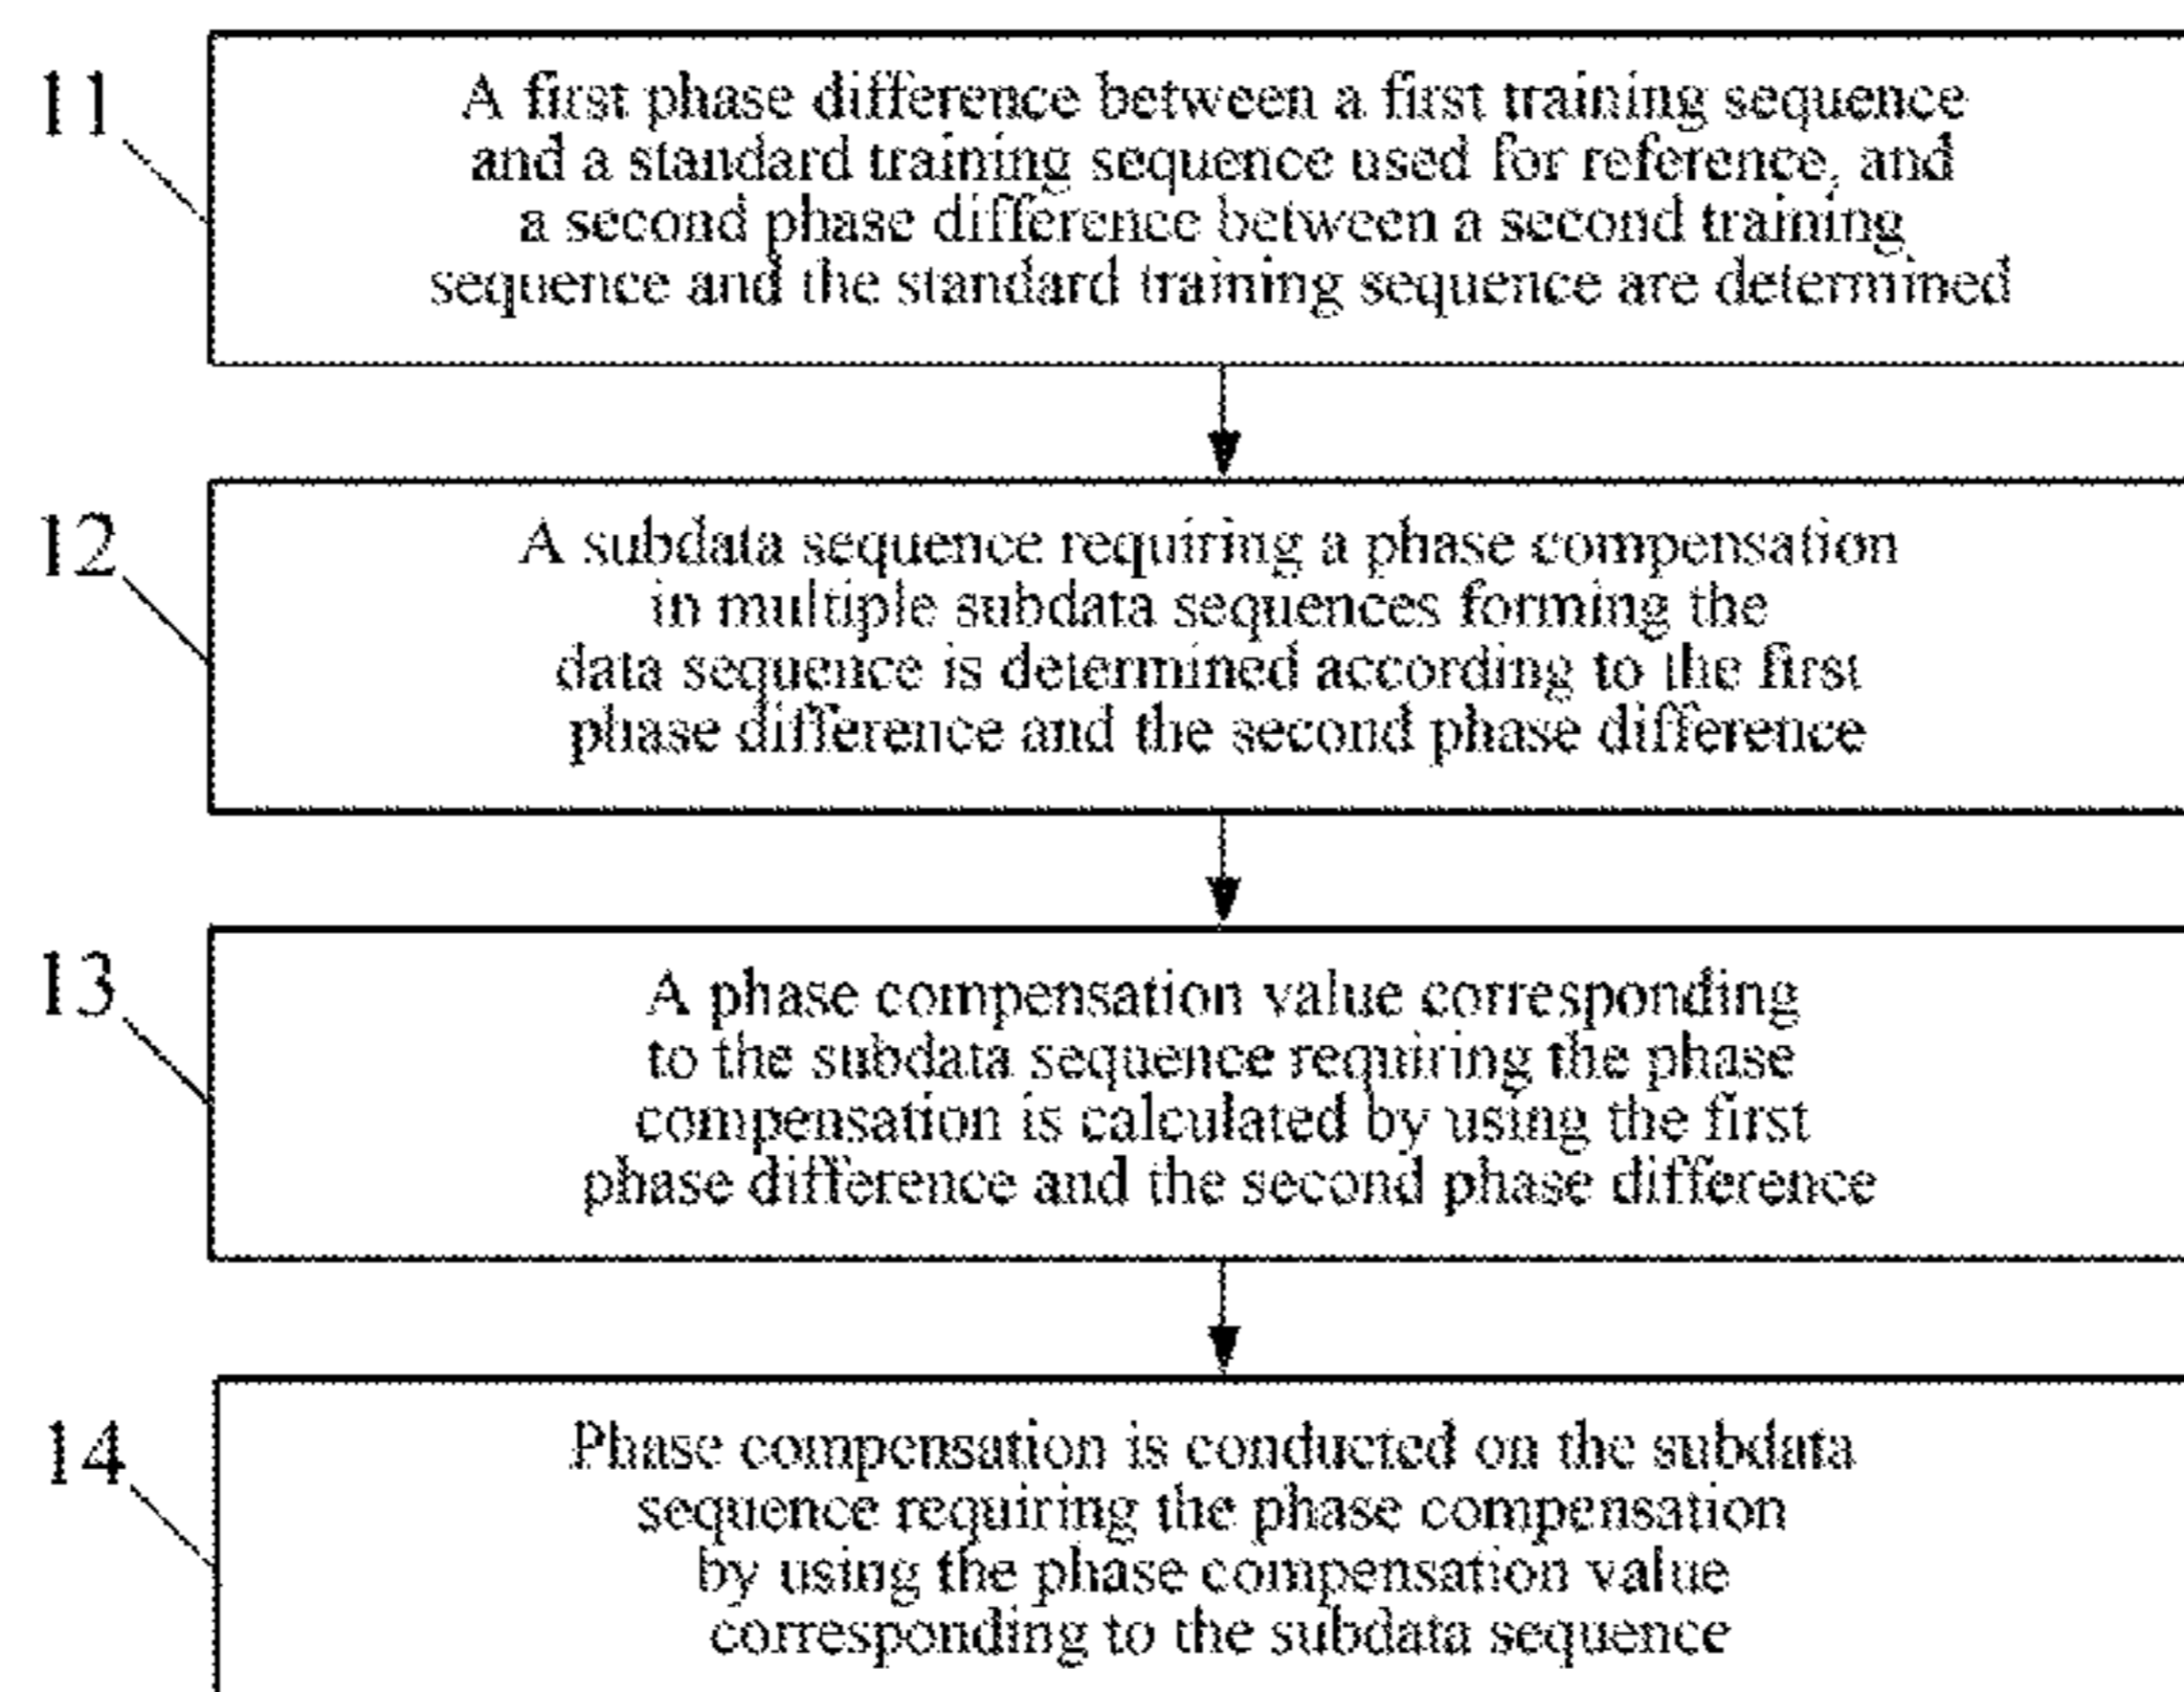 11
A first phase difference between a first training sequence
and a standard training sequence used for reference, and
a second phase difference between a second training
sequence and the standard training sequence are determined
12
A subdata sequence requiring a phase compensation
in multiple subdata sequences forming the
data sequence is determined according to the first
phase difference and the second phase difference
13
A phase compensation value corresponding
to the subdata sequence requiring the phase
compensation is calculated by using the first
phase difference and the second phase difference
14
Phase compensation is conducted on the subdata
sequence requiring the phase compensation
by using the phase compensation value
corresponding to the subdata sequence